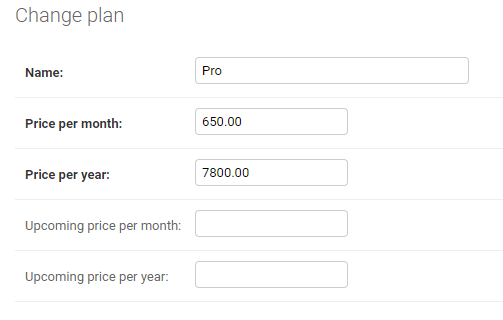 Change plan
Name: Pro
Price per month: 650.00
Price per year: 7800.00
Upcoming price per month:
Upcoming price per year: